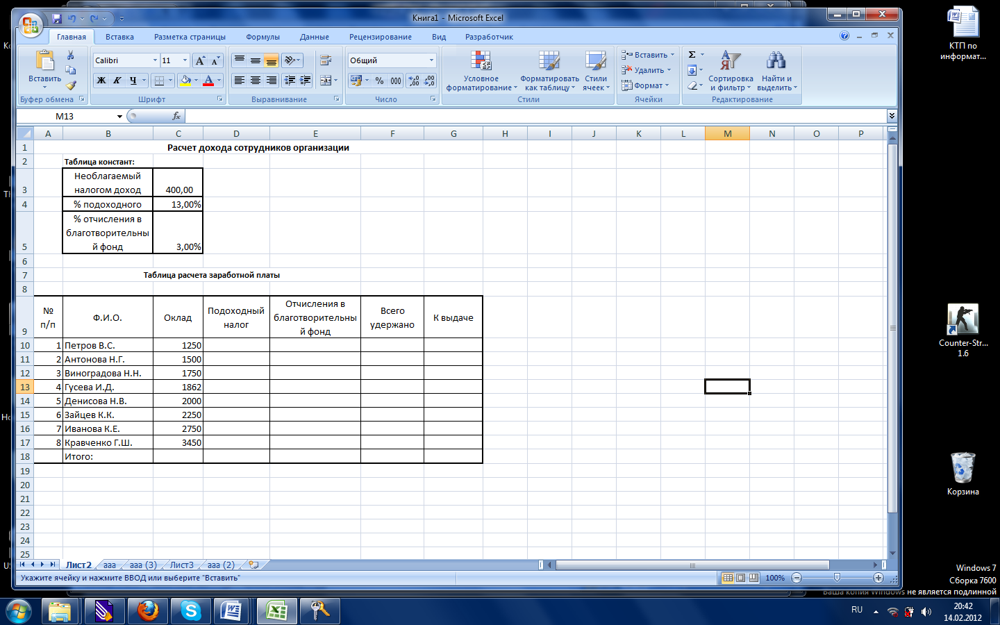 Книга1 - Microsoft Excel
Главная Вставка Разметка страницы Формулы Данные Рецензирование Вид Разработчик
Вставить
Буфер обмена
Calibri 11
Ж К Ч
Шрифт
Выравнивание
Общий
% 000
Число
Условное форматирование
Форматировать как таблицу
Стили ячеек
Стили
Вставить
Удалить
Формат
Ячейки
Σ
Сортировка и фильтр
Найти и выделить
Редактирование
M13 fx
A B C D E F G H I J K L M N O P
1 Расчет дохода сотрудников организации
2 Таблица констант:
Необлагаемый
3 налогом доход 400,00
4 % подоходного 13,00%
% отчисления в
благотворительны
5 й фонд 3,00%
6
7 Таблица расчета заработной платы
8
№ п/п Ф.И.О. Оклад Подоходный налог Отчисления в благотворительны й фонд Всего удержано К выдаче
9
10 1 Петров В.С. 1250
11 2 Антонова Н.Г. 1500
12 3 Виноградова Н.Н. 1750
13 4 Гусева И.Д. 1862
14 5 Денисова Н.В. 2000
15 6 Зайцев К.К. 2250
16 7 Иванова К.Е. 2750
17 8 Кравченко Г.Ш. 3450
18 Итого:
19
20
21
22
23
24
25
Лист2 ааа ааа (3) Лист3 ааа (2)
Укажите ячейку и нажмите ВВОД или выберите "Вставить"
100%
КТП по
информат...
Counter-Str...
1.6
Корзина
Windows 7
Сборка 7600
Ваша копия Windows не является подлинной
RU
20:42
14.02.2012